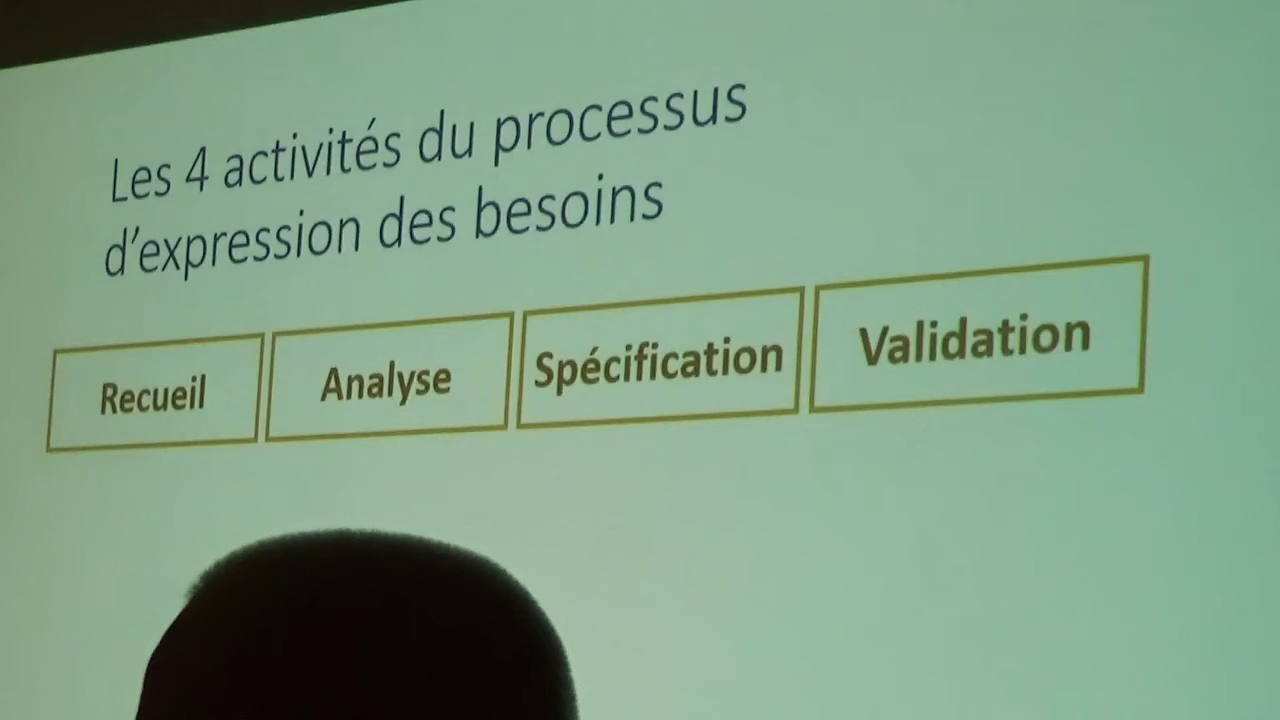 Les 4 activités du processus
d’expression des besoins
Recueil
Analyse
Spécification
Validation